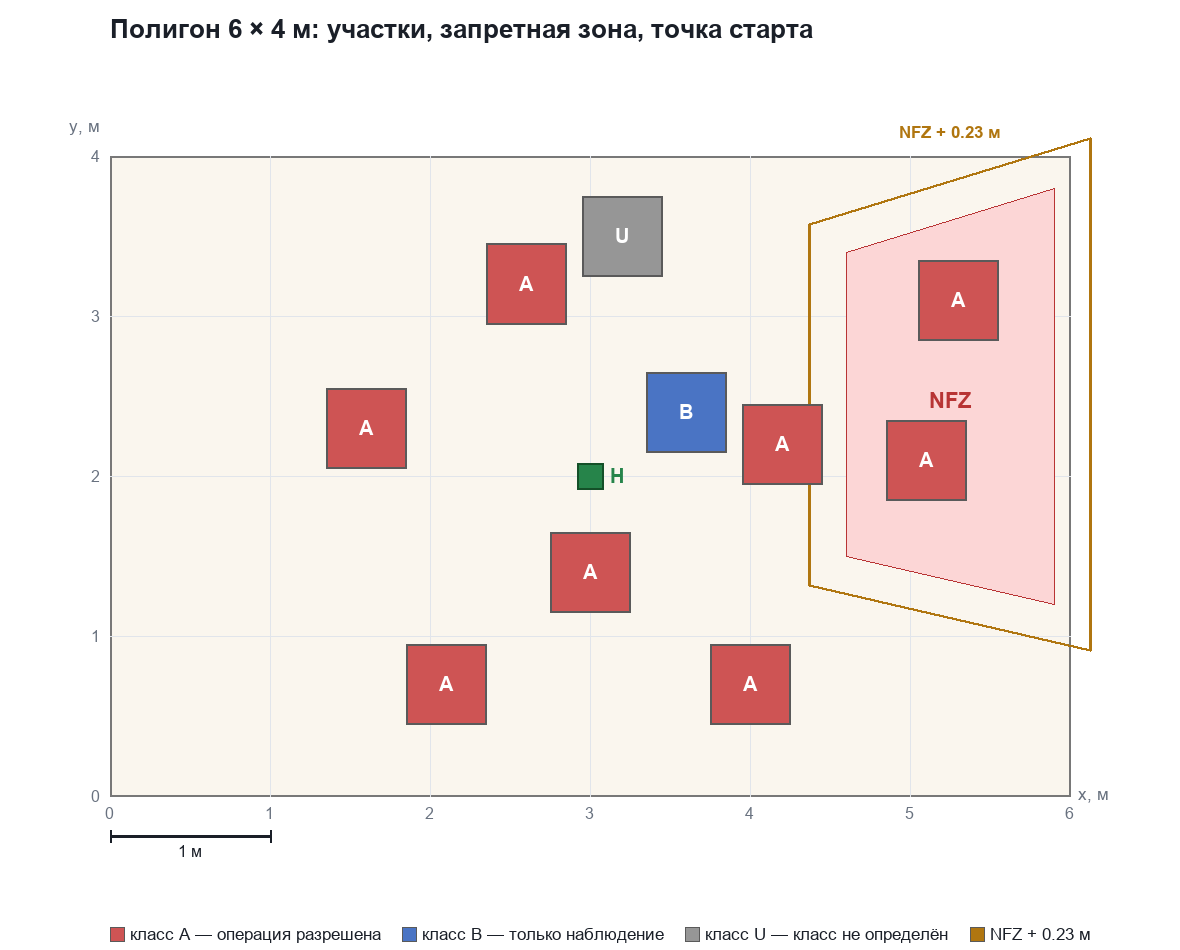 Полигон 6 × 4 м: участки, запретная зона, точка старта
y, м
NFZ + 0.23 м
4
U
A
A
3
B
NFZ
A
A
A
2
H
A
1
A
A
0
x, м
0 1 2 3 4 5 6
1 м
класс A — операция разрешена класс B — только наблюдение класс U — класс не определён NFZ + 0.23 м